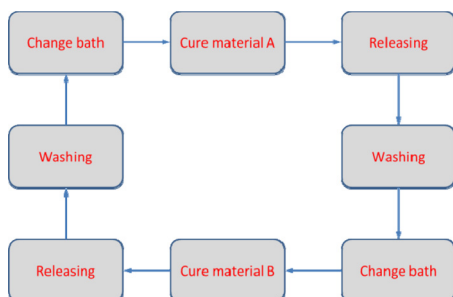 Change bath
Cure material A
Releasing
Washing
Washing
Releasing
Cure material B
Change bath